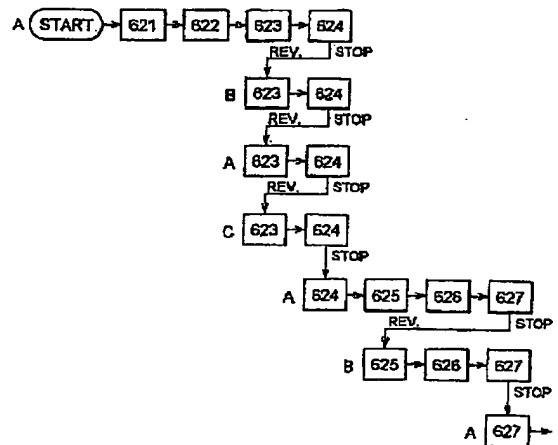 A START 621 622 623 624
REV. STOP
B 623 624
REV. STOP
A 623 624
REV. STOP
C 623 624
STOP
A 624 625 626 627
REV. STOP
B 625 626 627
STOP
A 627